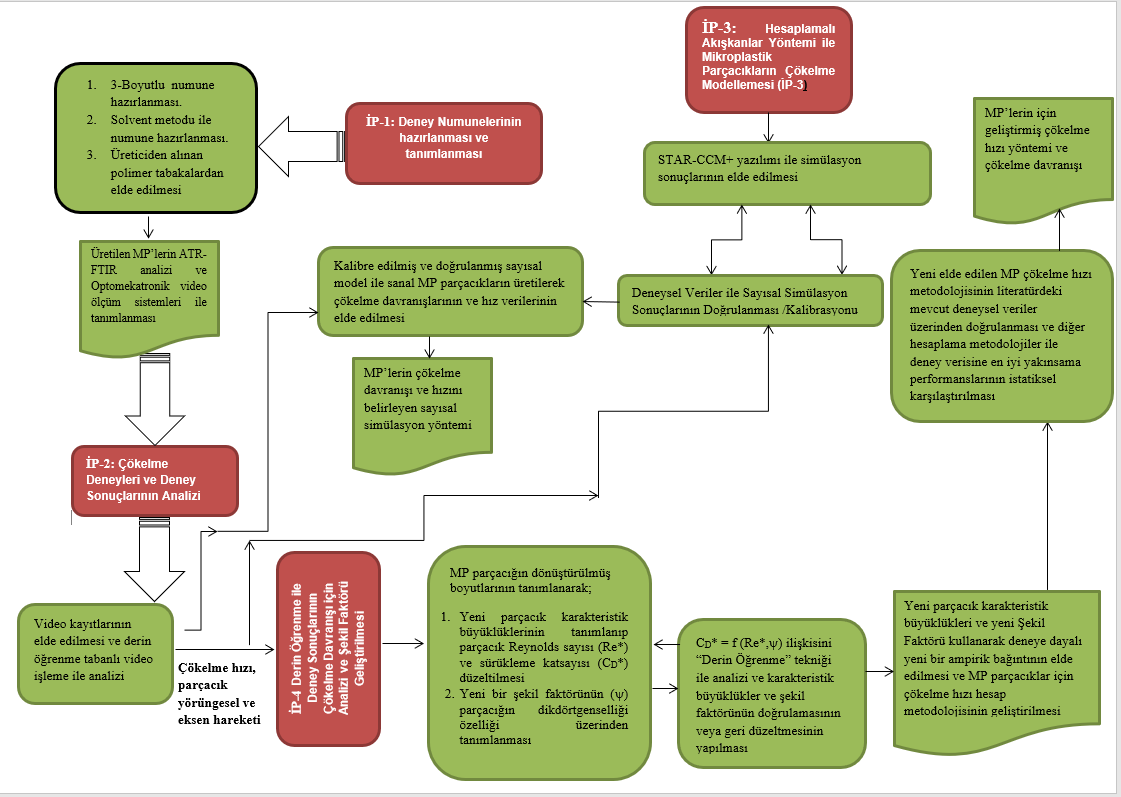 İP-3: Hesaplamalı
Akışkanlar Yöntemi ile
Mikroplastik
Parçacıkların Çökelme
Modellemesi (İP-3)
1. 3-Boyutlu numune
hazırlanması.
2. Solvent metodu ile
numune hazırlanması.
3. Üreticiden alınan
polimer tabakalardan
elde edilmesi
İP-1: Deney Numunelerinin
hazırlanması ve
tanımlanması
STAR-CCM+ yazılımı ile simülasyon
sonuçlarının elde edilmesi
MP’lerin için
geliştirmiş çökelme
hızı yöntemi ve
çökelme davranışı
Üretilen MP’lerin ATR-
FTIR analizi ve
Optomekatronik video
ölçüm sistemleri ile
tanımlanması
Kalibre edilmiş ve doğrulanmış sayısal
model ile sanal MP parçacıkların üretilerek
çökelme davranışlarının ve hız verilerinin
elde edilmesi
Deneysel Veriler ile Sayısal Simülasyon
Sonuçlarının Doğrulanması /Kalibrasyonu
Yeni elde edilen MP çökelme hızı
metodolojisinin literatürdeki
mevcut deneysel veriler
üzerinden doğrulanması ve diğer
hesaplama metodolojiler ile
deney verisine en iyi yakınsama
performanslarının istatiksel
karşılaştırılması
MP’lerin çökelme
davranışı ve hızını
belirleyen sayısal
simülasyon yöntemi
İP-2: Çökelme
Deneyleri ve Deney
Sonuçlarının Analizi
Video kayıtlarının
elde edilmesi ve derin
öğrenme tabanlı video
işleme ile analizi
Çökelme hızı,
parçacık
yörüngesel ve
eksen hareketi
İP-4 Derin Öğrenme ile
Deney Sonuçlarının
Çökelme Davranışı için
Analizi ve Şekil Faktörü
Geliştirilmesi
MP parçacığın dönüştürülmüş
boyutlarının tanımlanarak;
1. Yeni parçacık karakteristik
büyüklüklerinin tanımlanıp
parçacık Reynolds sayısı (Re*)
ve sürükleme katsayısı (CD*)
düzeltilmesi
2. Yeni bir şekil faktörünün (ψ)
parçacığın dikdörtgenselliği
özelliği üzerinden
tanımlanması
CD* = f (Re*,ψ) ilişkisini
“Derin Öğrenme” tekniği
ile analizi ve karakteristik
büyüklükler ve şekil
faktörünün doğrulamasının
veya geri düzeltmesinin
yapılması
Yeni parçacık karakteristik
büyüklükleri ve yeni Şekil
Faktörü kullanarak deneye dayalı
yeni bir ampirik bağıntının elde
edilmesi ve MP parçacıklar için
çökelme hızı hesap
metodolojisinin geliştirilmesi